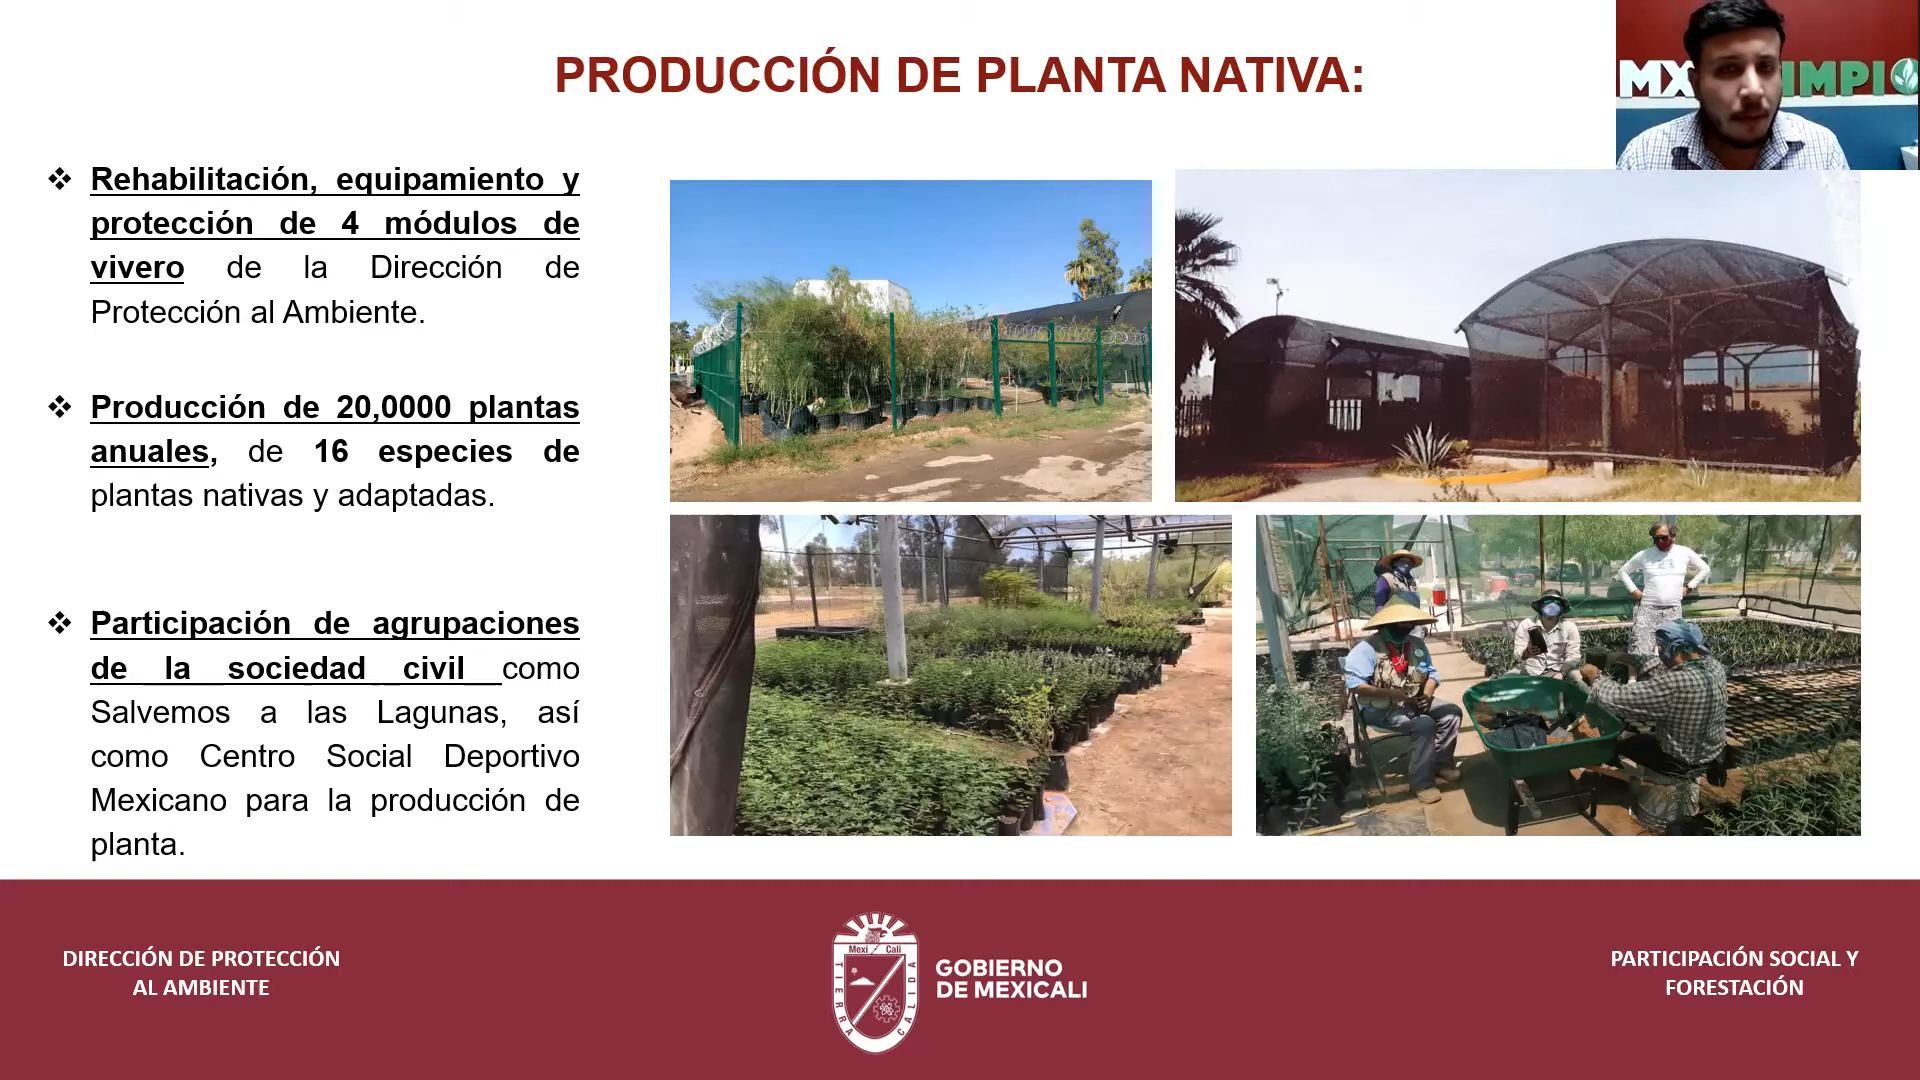 PRODUCCIÓN DE PLANTA NATIVA:
MX IMPIO
❖ Rehabilitación, equipamiento y
protección de 4 módulos de
vivero de la Dirección de
Protección al Ambiente.
❖ Producción de 20,0000 plantas
anuales, de 16 especies de
plantas nativas y adaptadas.
❖ Participación de agrupaciones
de la sociedad civil como
Salvemos a las Lagunas, así
como Centro Social Deportivo
Mexicano para la producción de
planta.
DIRECCIÓN DE PROTECCIÓN
AL AMBIENTE
Mexi Cali
TIERRA CALIDA
GOBIERNO
DE MEXICALI
PARTICIPACIÓN SOCIAL Y
FORESTACIÓN